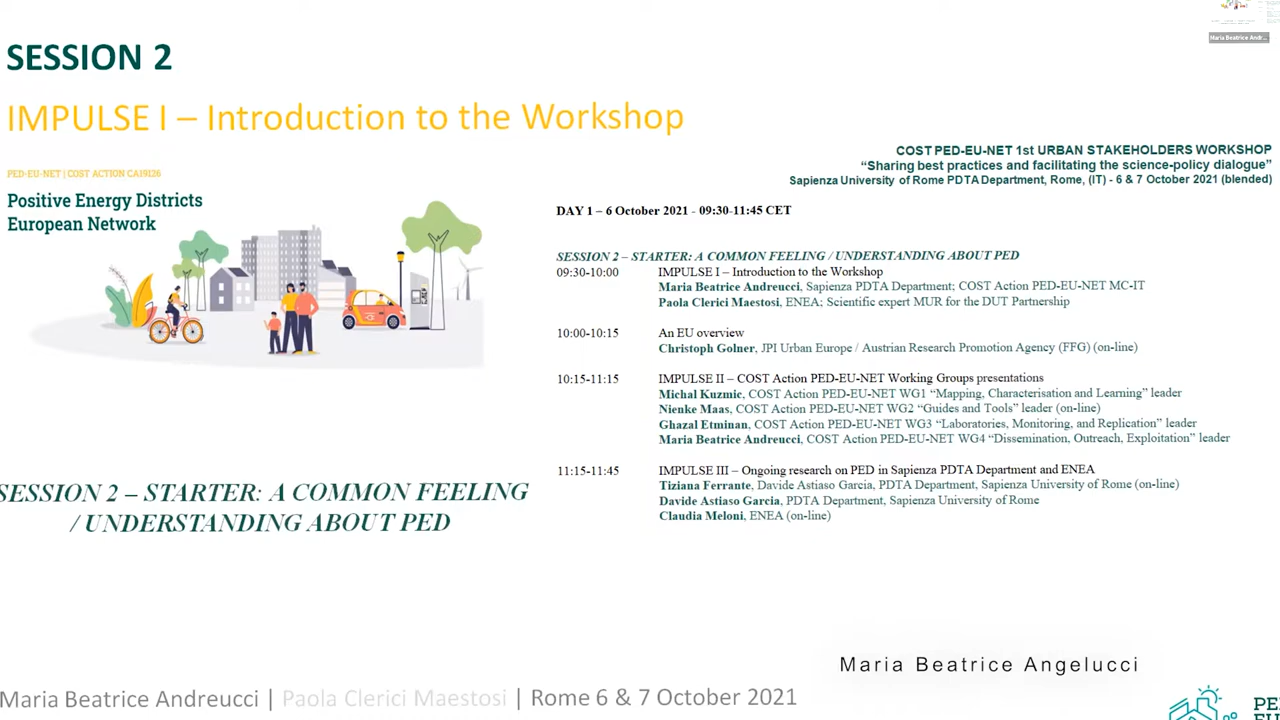 Maria Beatrice Andr...
SESSION 2
IMPULSE I – Introduction to the Workshop
PED-EU-NET | COST ACTION CA19126
Positive Energy Districts
European Network
COST PED-EU-NET 1st URBAN STAKEHOLDERS WORKSHOP
“Sharing best practices and facilitating the science-policy dialogue”
Sapienza University of Rome PDTA Department, Rome, (IT) - 6 & 7 October 2021 (blended)
DAY 1 – 6 October 2021 - 09:30-11:45 CET
SESSION 2 – STARTER: A COMMON FEELING / UNDERSTANDING ABOUT PED
09:30-10:00 IMPULSE I – Introduction to the Workshop
Maria Beatrice Andreucci, Sapienza PDTA Department; COST Action PED-EU-NET MC-IT
Paola Clerici Maestosi, ENEA; Scientific expert MUR for the DUT Partnership
10:00-10:15 An EU overview
Christoph Golner, JPI Urban Europe / Austrian Research Promotion Agency (FFG) (on-line)
10:15-11:15 IMPULSE II – COST Action PED-EU-NET Working Groups presentations
Michal Kuzmic, COST Action PED-EU-NET WG1 “Mapping, Characterisation and Learning” leader
Nienke Maas, COST Action PED-EU-NET WG2 “Guides and Tools” leader (on-line)
Ghazal Etminan, COST Action PED-EU-NET WG3 “Laboratories, Monitoring, and Replication” leader
Maria Beatrice Andreucci, COST Action PED-EU-NET WG4 “Dissemination, Outreach, Exploitation” leader
11:15-11:45 IMPULSE III – Ongoing research on PED in Sapienza PDTA Department and ENEA
Tiziana Ferrante, Davide Astiaso Garcia, PDTA Department, Sapienza University of Rome (on-line)
Davide Astiaso Garcia, PDTA Department, Sapienza University of Rome
Claudia Meloni, ENEA (on-line)
SESSION 2 – STARTER: A COMMON FEELING
/ UNDERSTANDING ABOUT PED
Maria Beatrice Angelucci
Maria Beatrice Andreucci | Paola Clerici Maestosi | Rome 6 & 7 October 2021